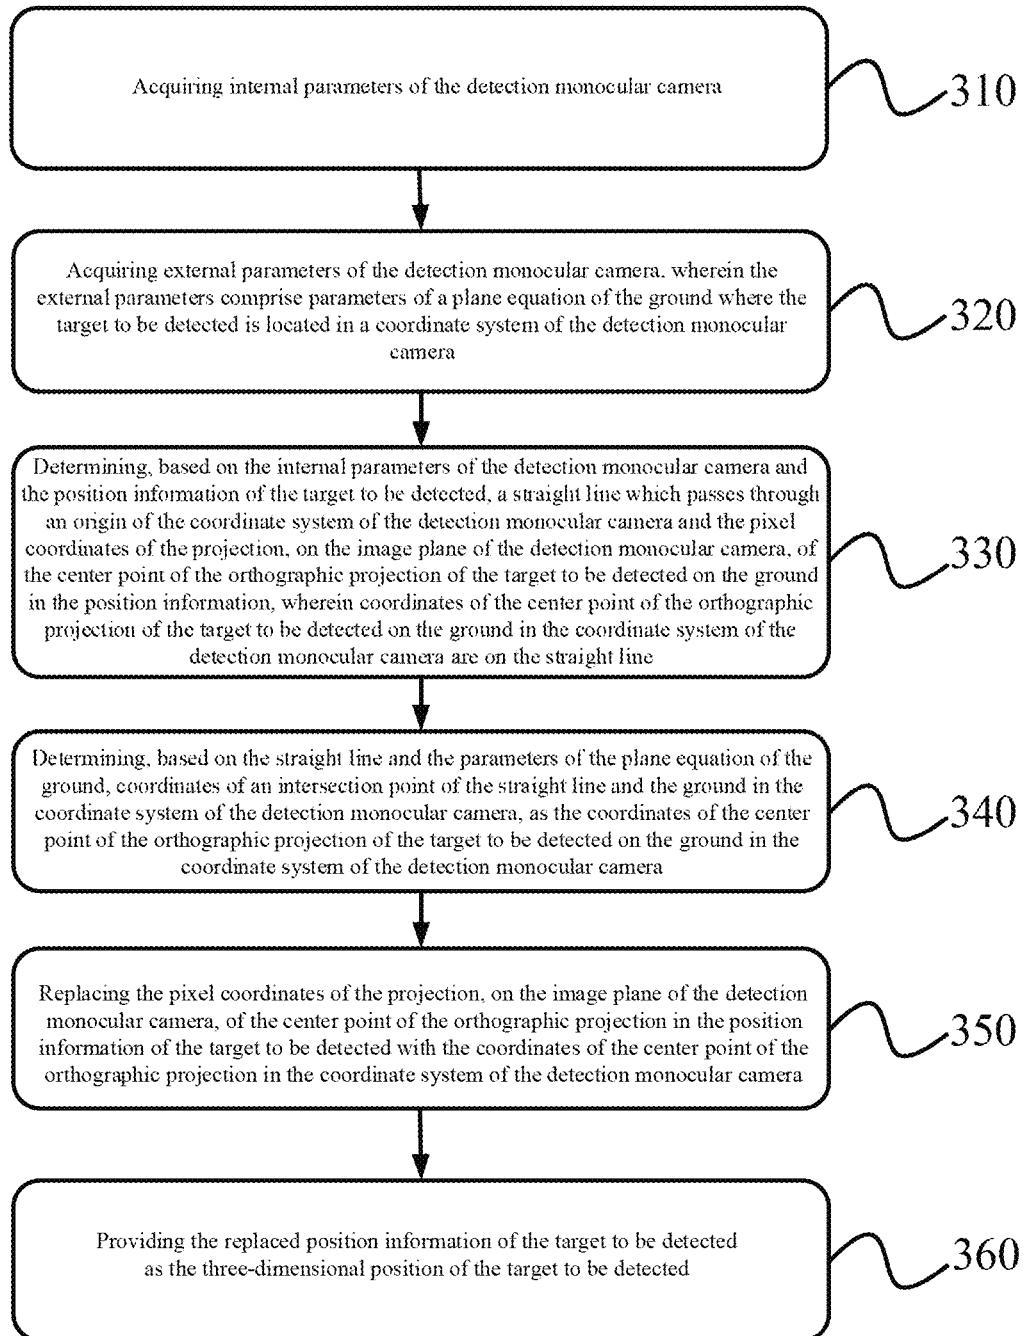 Acquiring internal parameters of the detection monocular camera
310
Acquiring external parameters of the detection monocular camera, wherein the
external parameters comprise parameters of a plane equation of the ground where the
target to be detected is located in a coordinate system of the detection monocular
camera
320
Determining, based on the internal parameters of the detection monocular camera and
the position information of the target to be detected, a straight line which passes through
an origin of the coordinate system of the detection monocular camera and the pixel
coordinates of the projection, on the image plane of the detection monocular camera, of
the center point of the orthographic projection of the target to be detected on the ground
in the position information, wherein coordinates of the center point of the orthographic
projection of the target to be detected on the ground in the coordinate system of the
detection monocular camera are on the straight line
330
Determining, based on the straight line and the parameters of the plane equation of the
ground, coordinates of an intersection point of the straight line and the ground in the
coordinate system of the detection monocular camera, as the coordinates of the center
point of the orthographic projection of the target to be detected on the ground in the
coordinate system of the detection monocular camera
340
Replacing the pixel coordinates of the projection, on the image plane of the detection
monocular camera, of the center point of the orthographic projection in the position
information of the target to be detected with the coordinates of the center point of the
orthographic projection in the coordinate system of the detection monocular camera
350
Providing the replaced position information of the target to be detected
as the three-dimensional position of the target to be detected
360